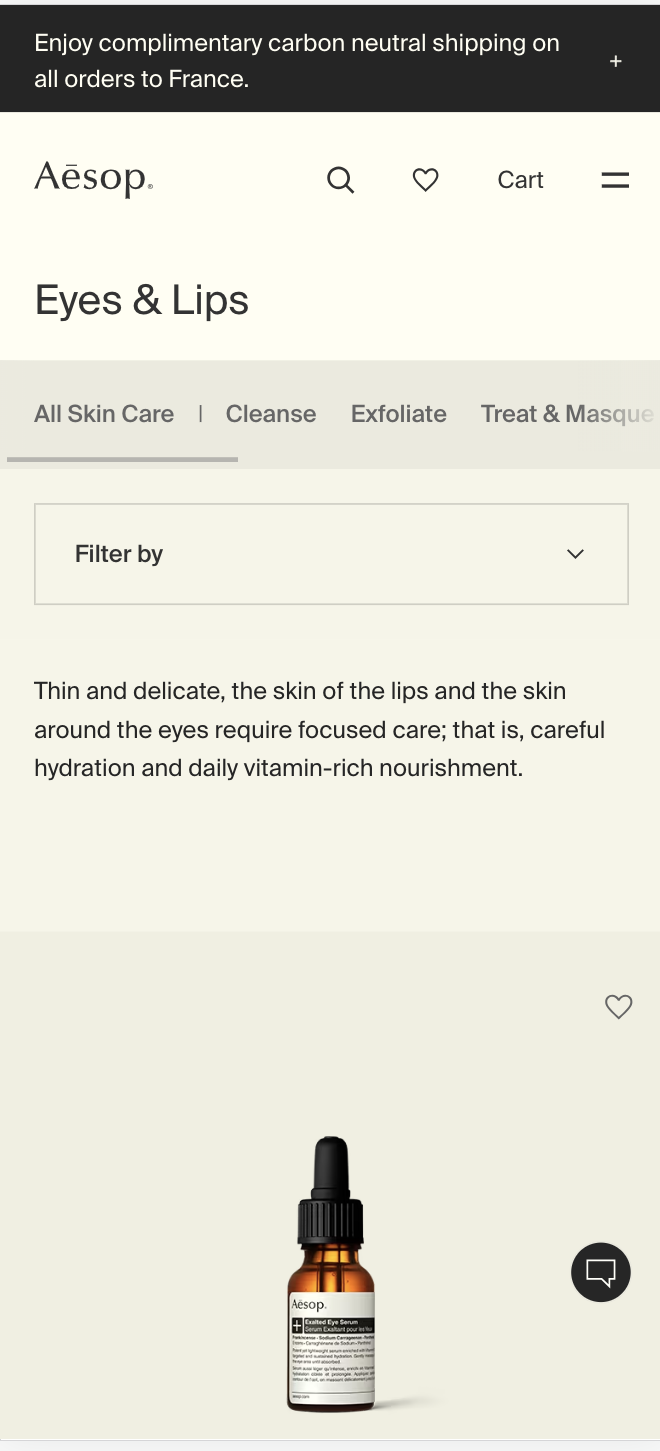 Enjoy complimentary carbon neutral shipping on
all orders to France.
+
Aēsop.
Cart
Eyes & Lips
All Skin Care | Cleanse Exfoliate Treat & Masque
Filter by
Thin and delicate, the skin of the lips and the skin
around the eyes require focused care; that is, careful
hydration and daily vitamin-rich nourishment.
Aēsop.
Exalted Eye Serum
Serum Exaltant pour les Yeux